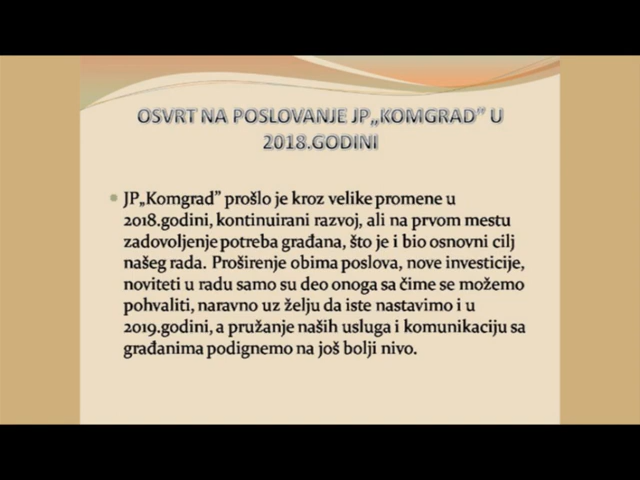 OSVRT NA POSLOVANJE JP„KOMGRAD” U
2018.GODINI
JP„Komgrad” prošlo je kroz velike promene u
2018.godini, kontinuirani razvoj, ali na prvom mestu
zadovoljenje potreba građana, što je i bio osnovni cilj
našeg rada. Proširenje obima poslova, nove investicije,
noviteti u radu samo su deo onoga sa čime se možemo
pohvaliti, naravno uz želju da iste nastavimo i u
2019.godini, a pružanje naših usluga i komunikaciju sa
građanima podignemo na još bolji nivo.